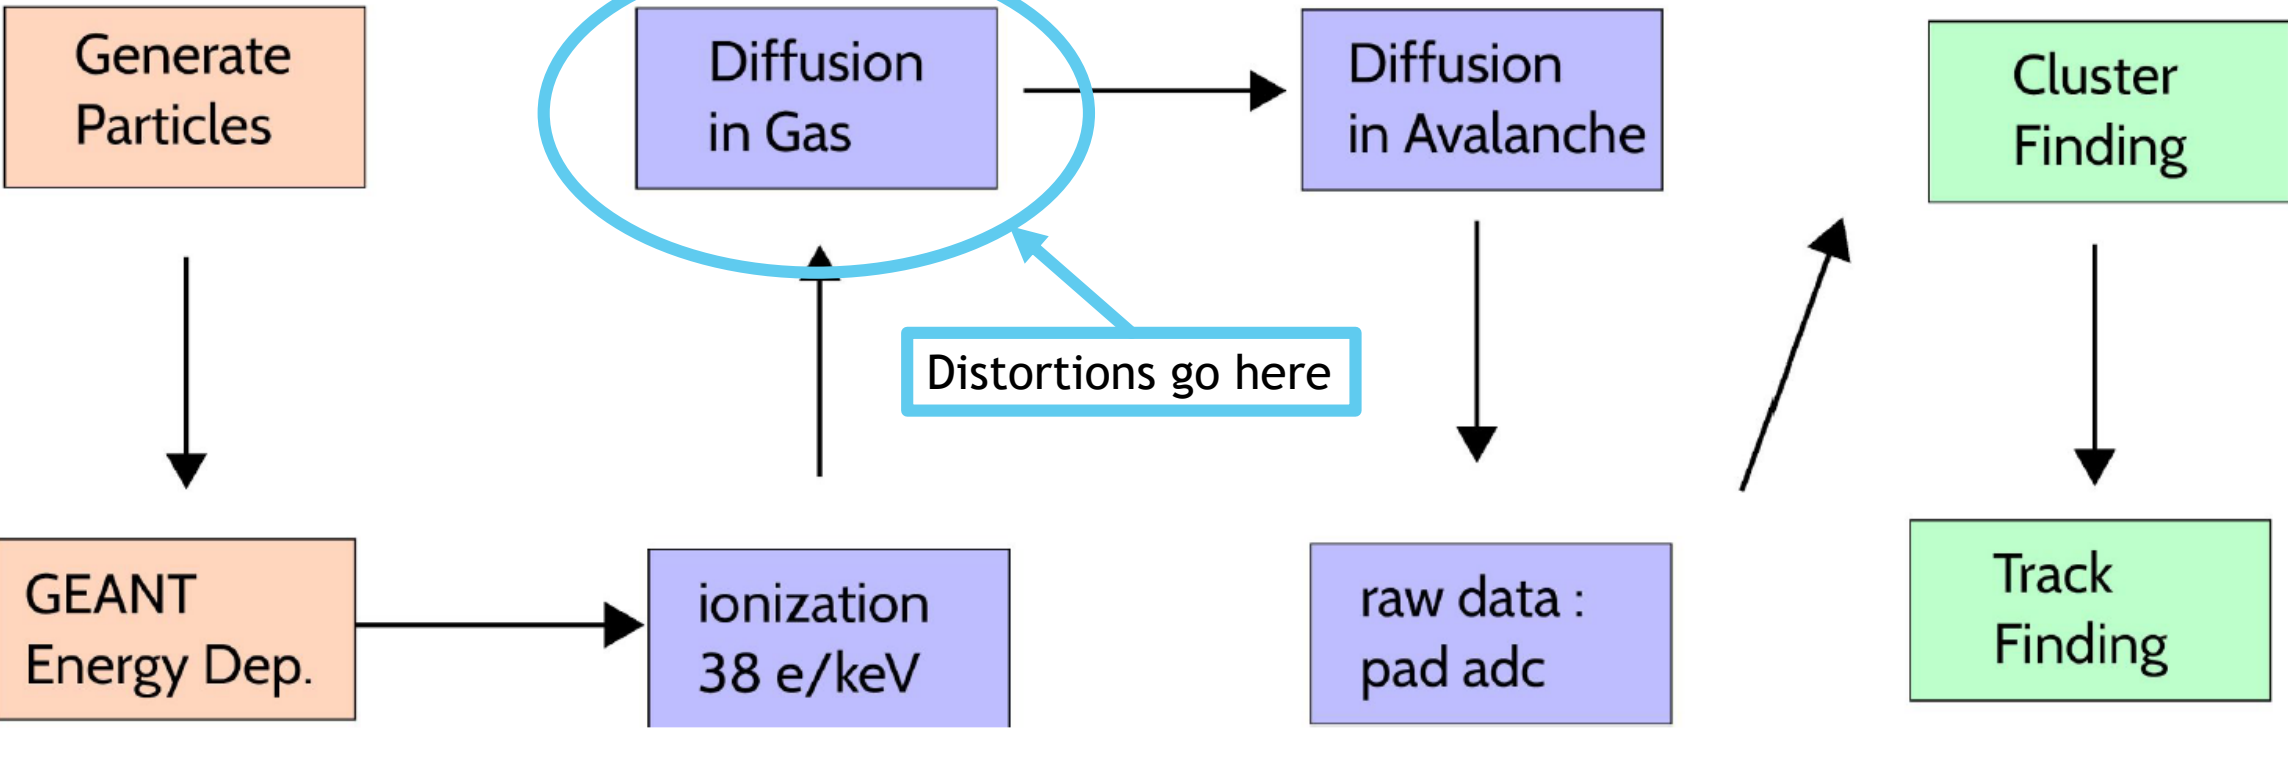 Generate
Particles
GEANT
Energy Dep.
ionization
38 e/keV
Diffusion
in Gas
Distortions go here
Diffusion
in Avalanche
raw data :
pad adc
Cluster
Finding
Track
Finding